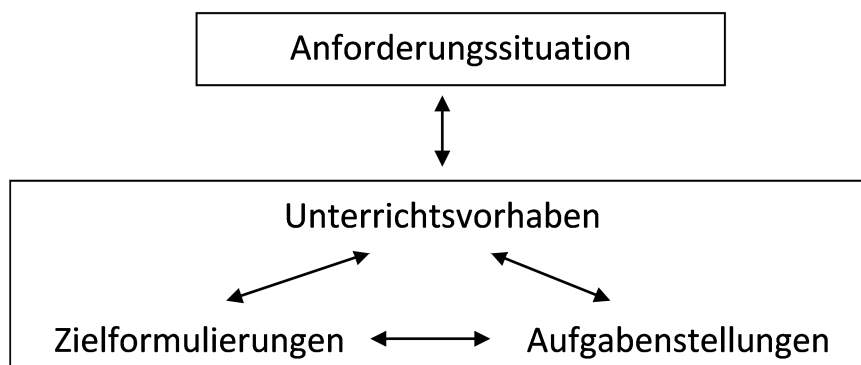 Anforderungssituation
Unterrichtsvorhaben
Zielformulierungen Aufgabenstellungen